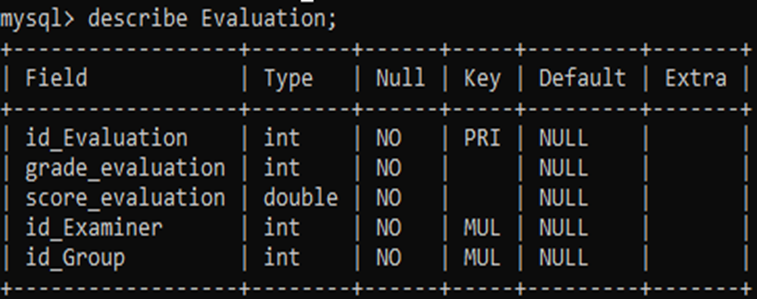 mysql> describe Evaluation;
+------------------+--------+------+-----+---------+-------+
| Field            | Type   | Null | Key | Default | Extra |
+------------------+--------+------+-----+---------+-------+
| id_Evaluation    | int    | NO   | PRI | NULL    |       |
| grade_evaluation | int    | NO   |     | NULL    |       |
| score_evaluation | double | NO   |     | NULL    |       |
| id_Examiner      | int    | NO   | MUL | NULL    |       |
| id_Group         | int    | NO   | MUL | NULL    |       |
+------------------+--------+------+-----+---------+-------+